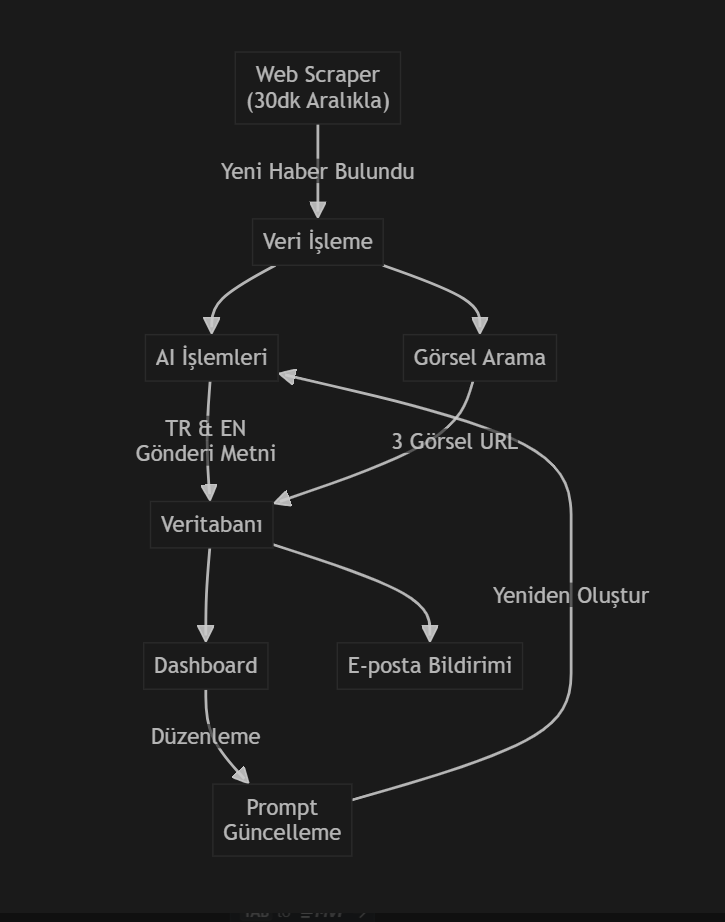 Web Scraper
(30dk Aralıkla)
Yeni Haber Bulundu
Veri İşleme
AI İşlemleri
Görsel Arama
TR & EN
Gönderi Metni
3 Görsel URL
Veritabanı
Yeniden Oluştur
Dashboard
E-posta Bildirimi
Düzenleme
Prompt
Güncelleme